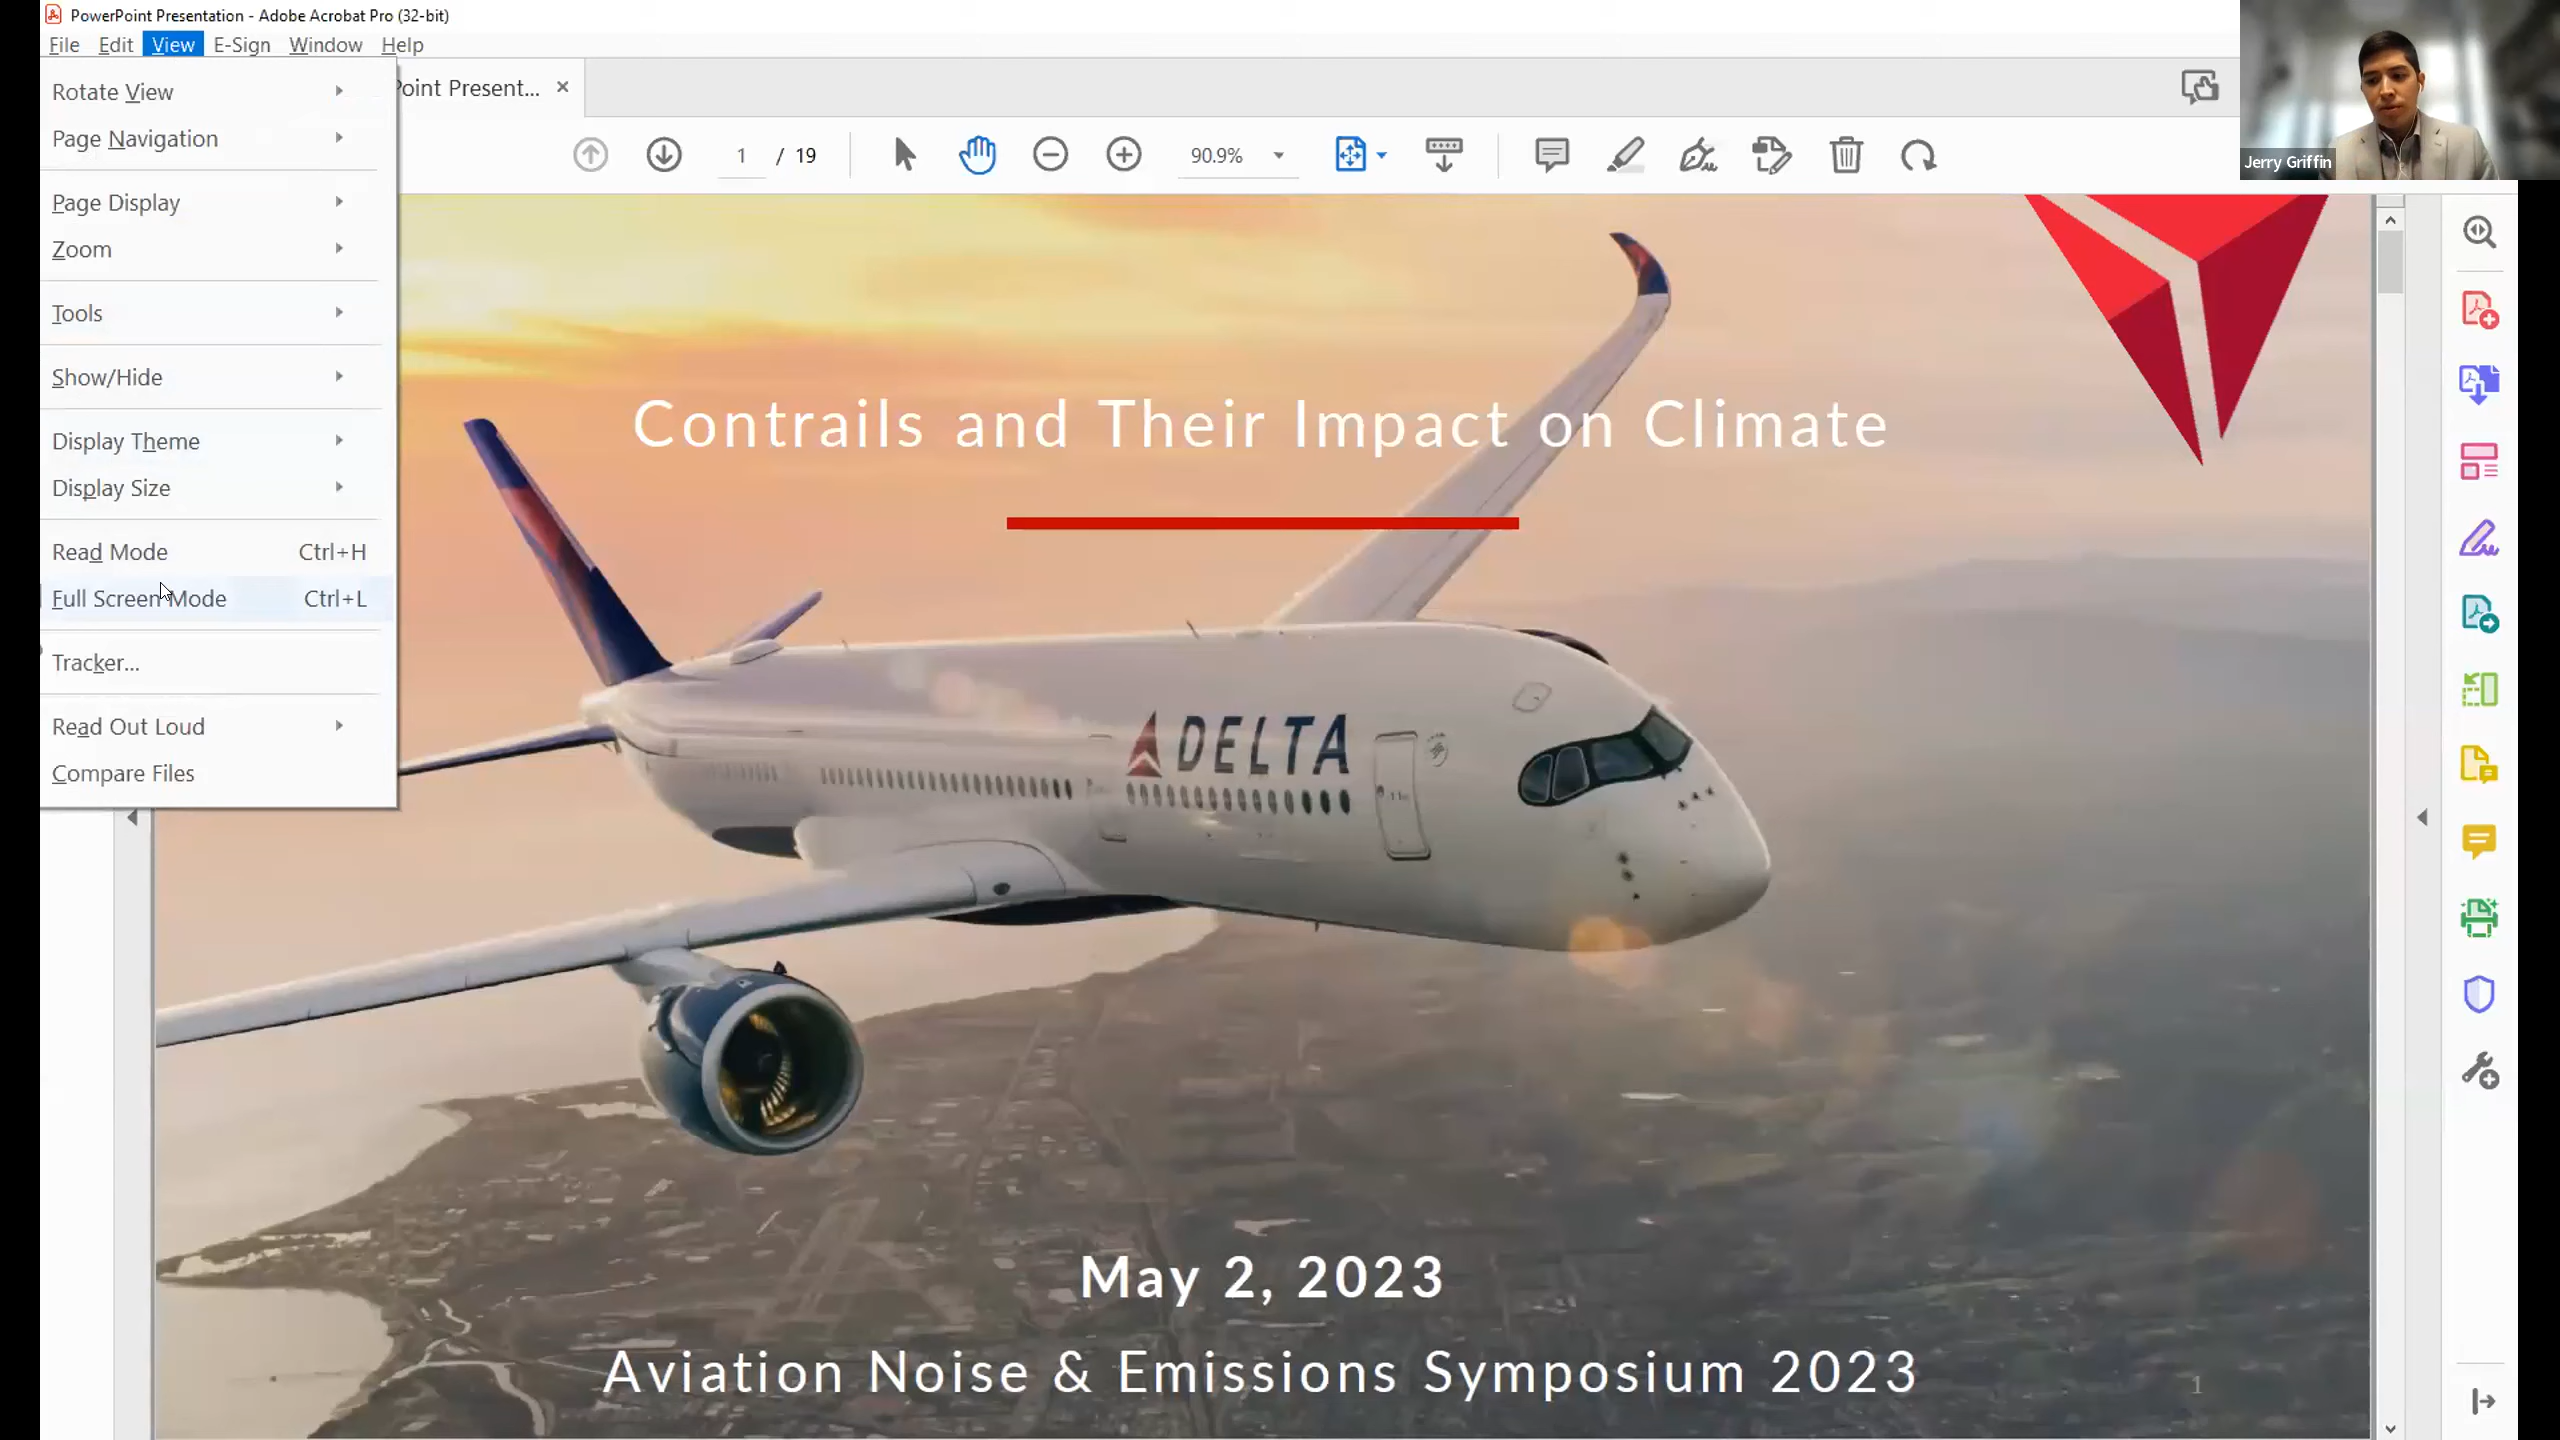 PowerPoint Presentation - Adobe Acrobat Pro (32-bit)
File Edit View E-Sign Window Help
Point Present...
1 / 19
90.9%
Jerry Griffin
Rotate View
Page Navigation
Page Display
Zoom
Tools
Show/Hide
Display Theme
Display Size
Read Mode Ctrl+H
Full Screen Mode Ctrl+L
Tracker...
Read Out Loud
Compare Files
Contrails and Their Impact on Climate
DELTA
May 2, 2023
Aviation Noise & Emissions Symposium 2023
1